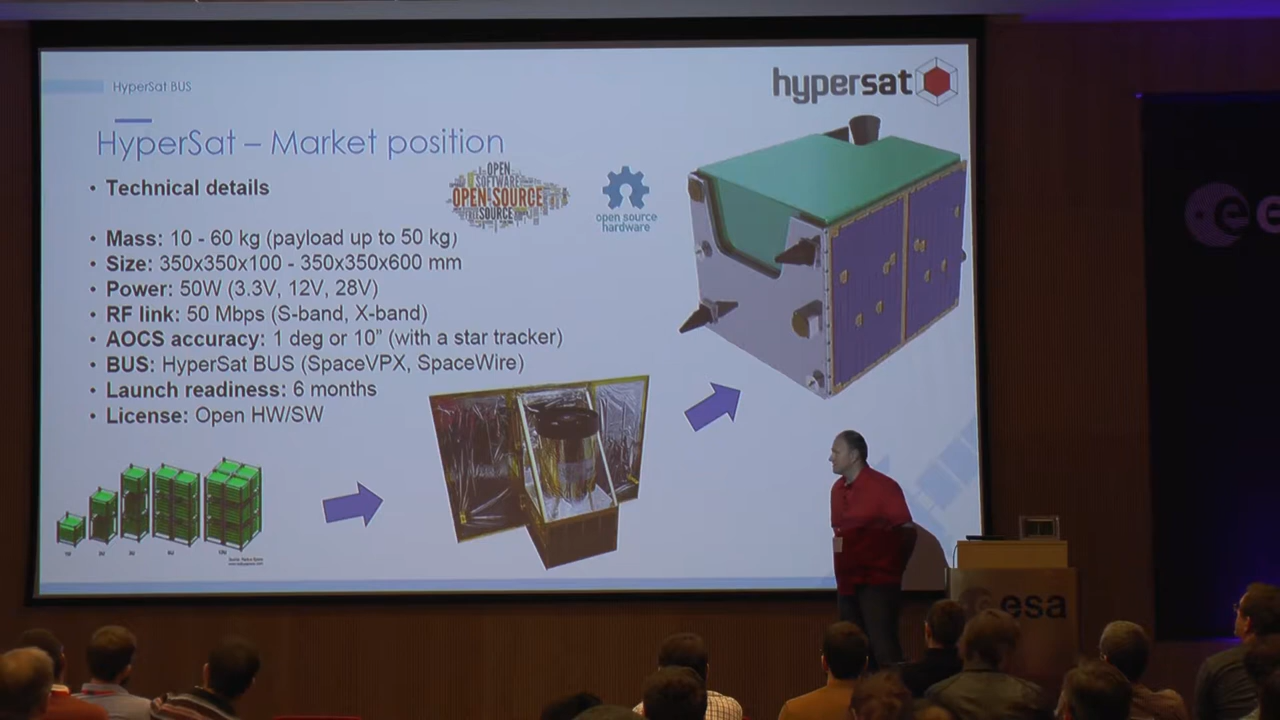 HyperSat BUS
hypersat
HyperSat – Market position
• Technical details
OPEN
SOFTWARE
OPEN-SOURCE
SOURCE
open source
hardware
• Mass: 10 - 60 kg (payload up to 50 kg)
• Size: 350x350x100 - 350x350x600 mm
• Power: 50W (3.3V, 12V, 28V)
• RF link: 50 Mbps (S-band, X-band)
• AOCS accuracy: 1 deg or 10" (with a star tracker)
• BUS: HyperSat BUS (SpaceVPX, SpaceWire)
• Launch readiness: 6 months
• License: Open HW/SW
esa